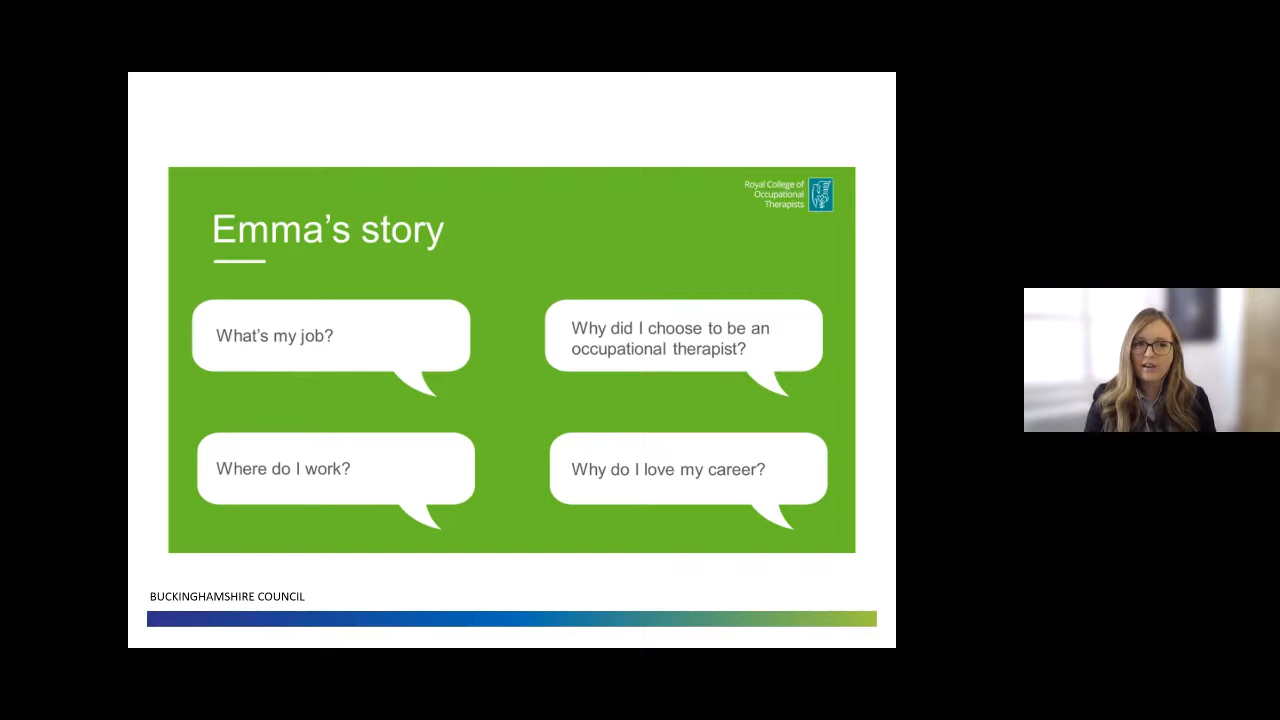 Royal College of
Occupational
Therapists
Emma’s story
What’s my job?
Why did I choose to be an
occupational therapist?
Where do I work?
Why do I love my career?
BUCKINGHAMSHIRE COUNCIL